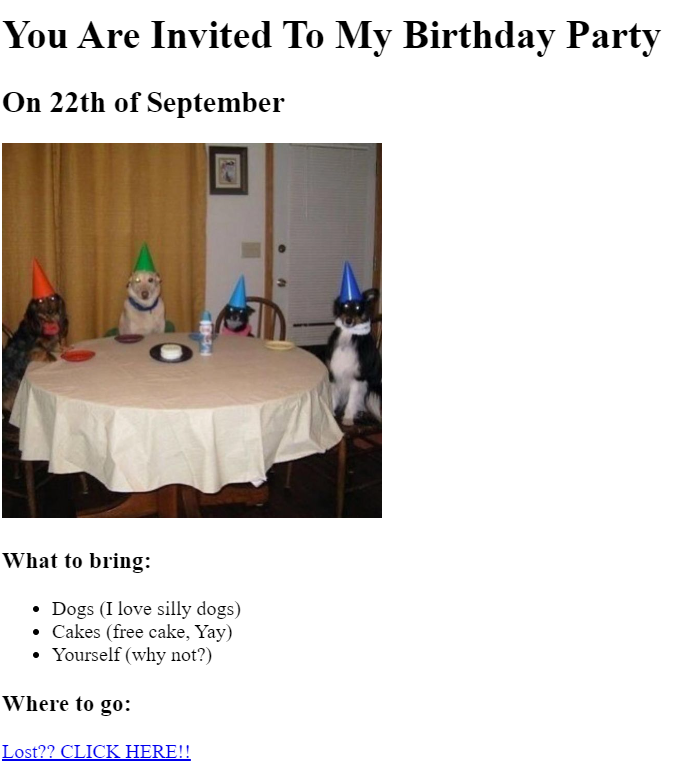 You Are Invited To My Birthday Party
On 22th of September
What to bring:
Dogs (I love silly dogs)
Cakes (free cake, Yay)
Yourself (why not?)
Where to go:
Lost?? CLICK HERE!!